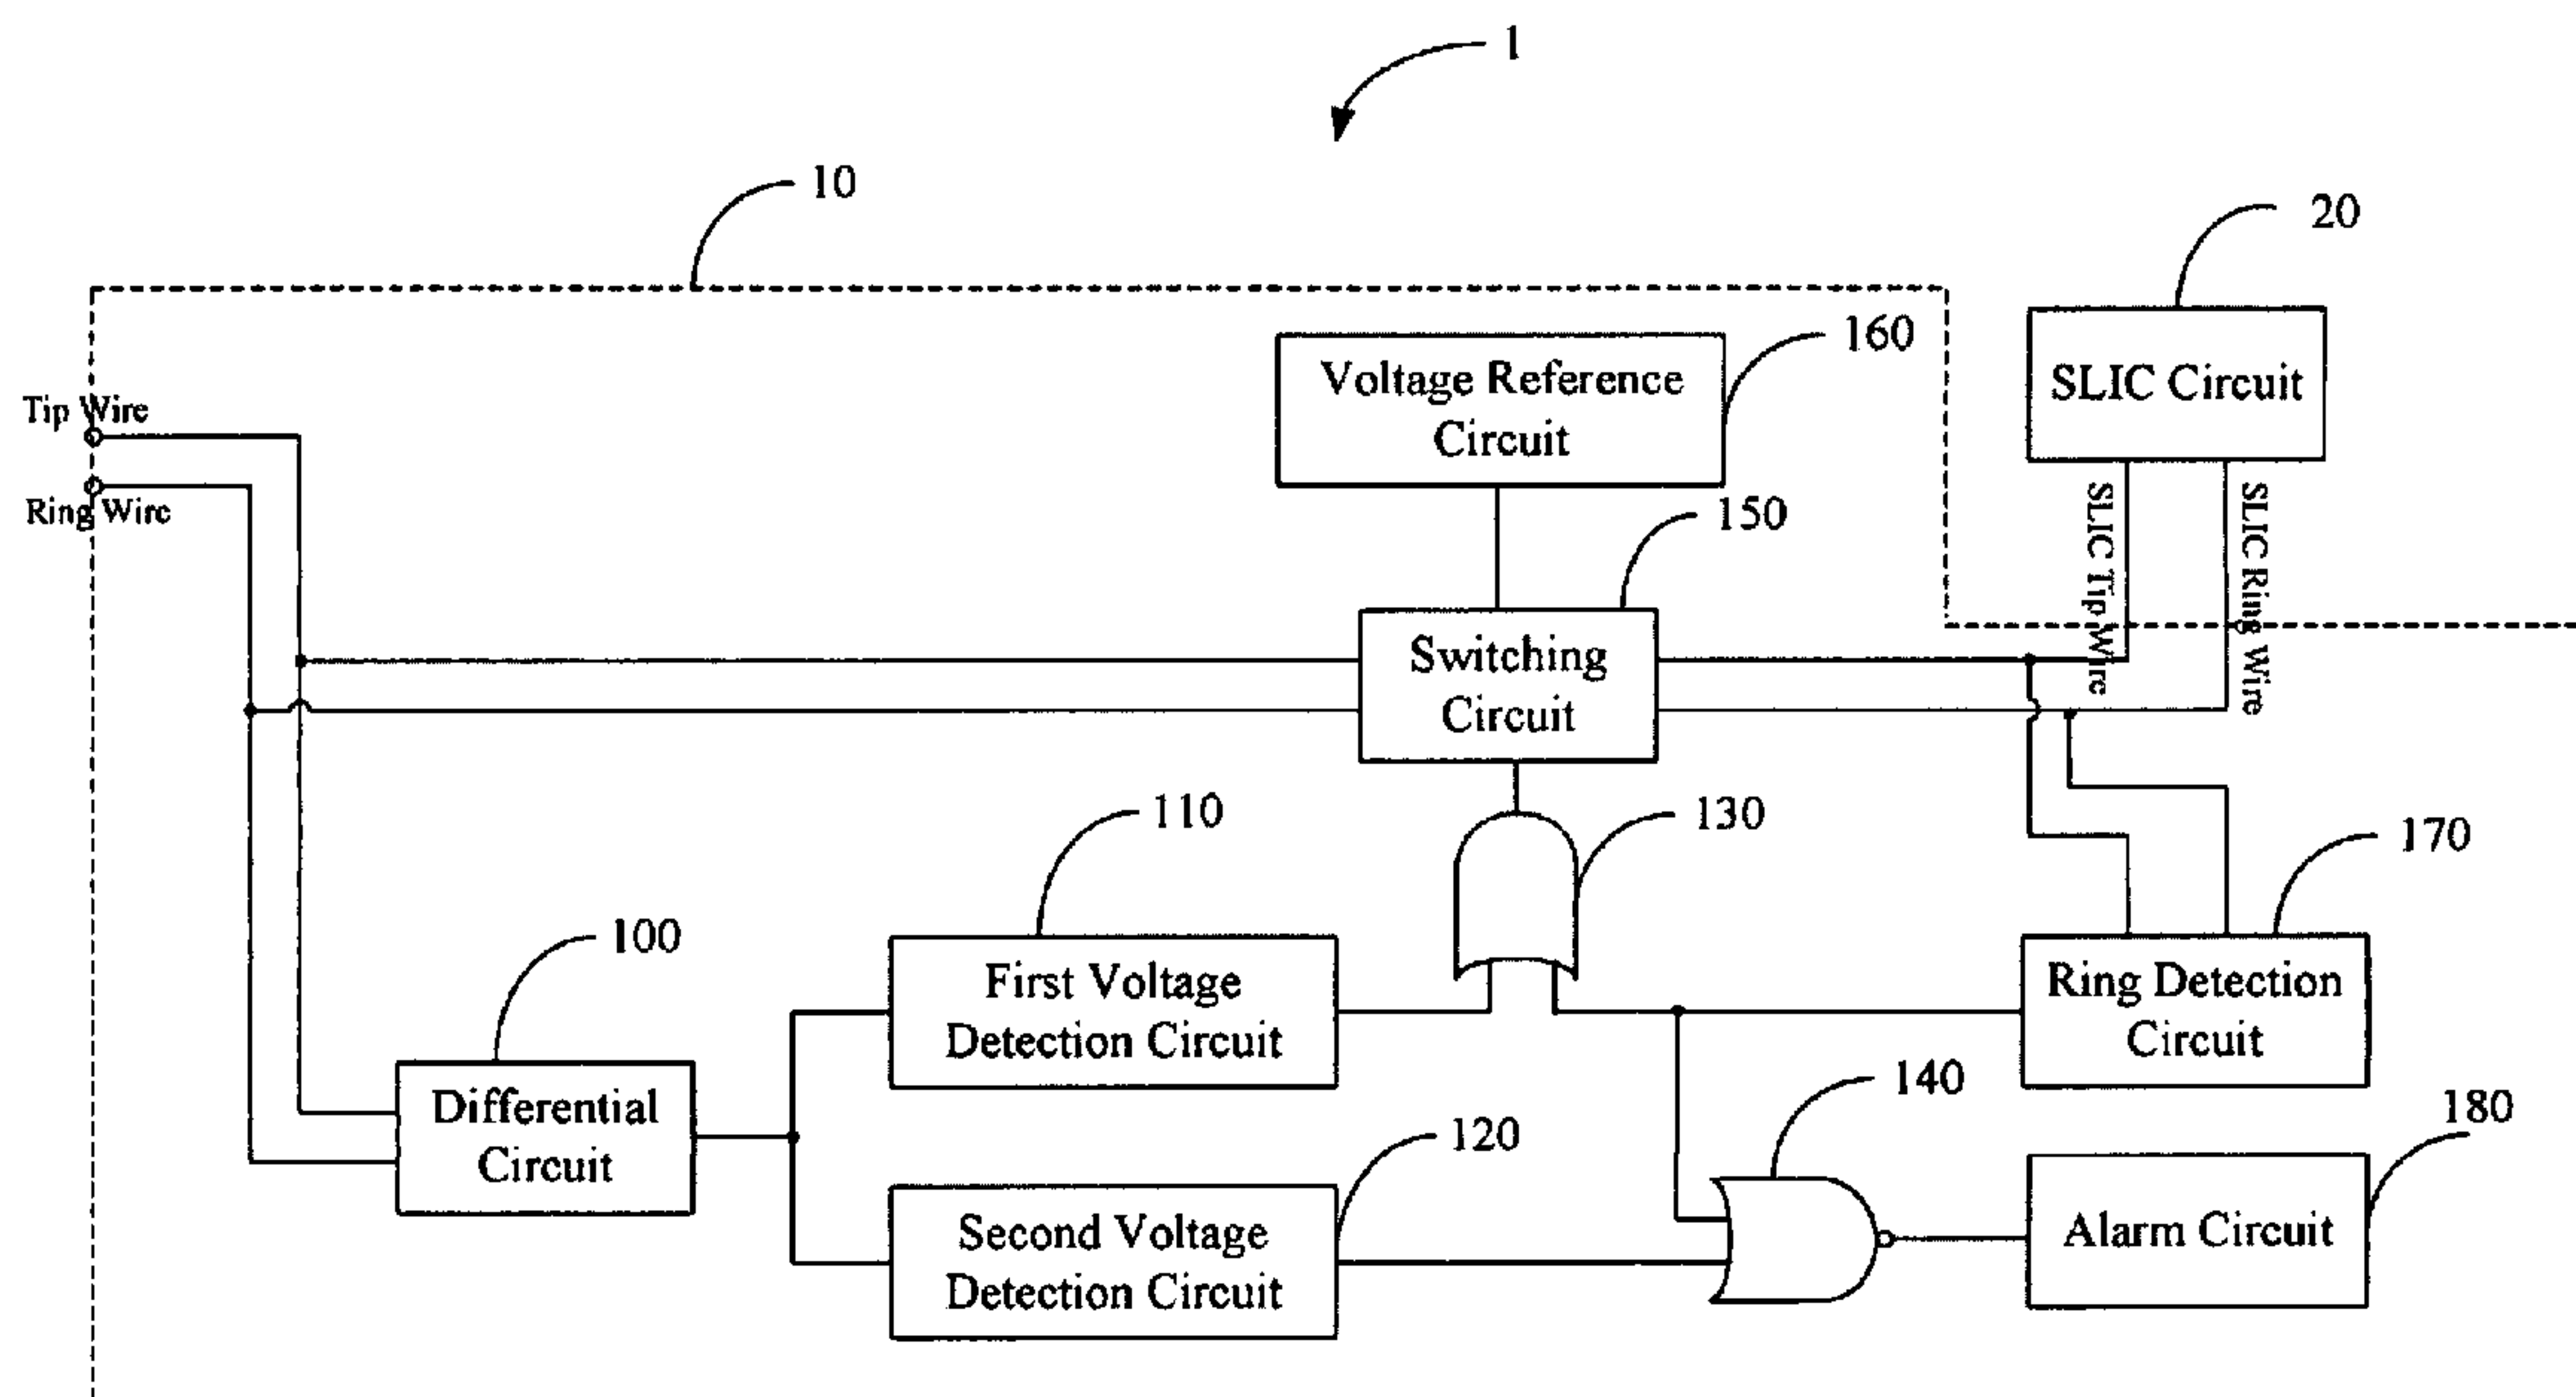 1
10
20
160
Voltage Reference
Circuit
SLIC Circuit
Tip Wire
Ring Wire
150
SLIC Tip Wire
SLIC Ring Wire
Switching
Circuit
110
130
170
100
First Voltage
Detection Circuit
Ring Detection
Circuit
140
Differential
Circuit
120
180
Second Voltage
Detection Circuit
Alarm Circuit